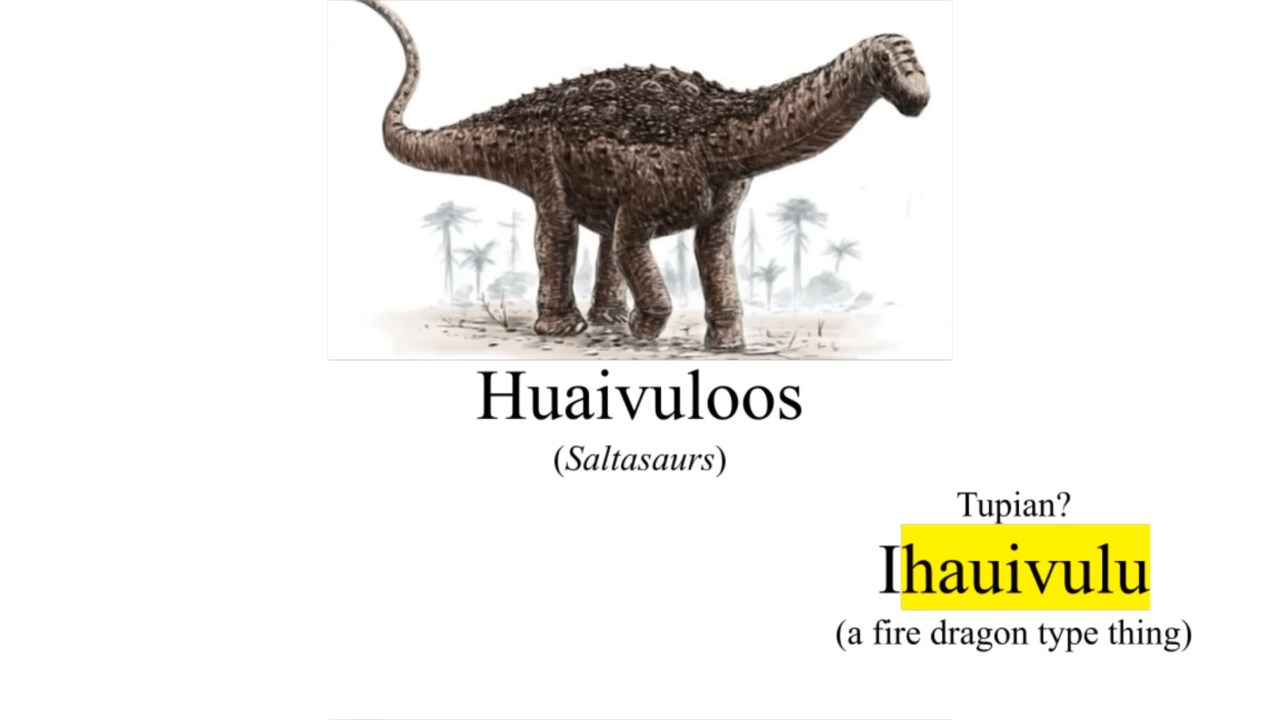 Huaivuloos
(Saltasaurs)
Tupian?
Ihauivulu
(a fire dragon type thing)